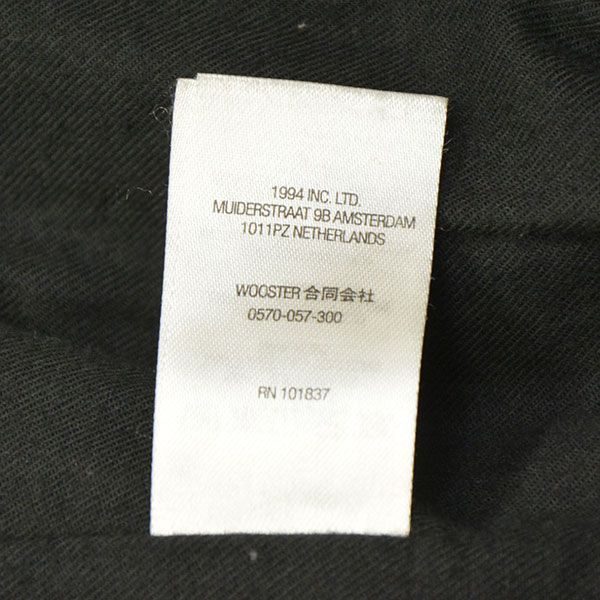 1994 INC. LTD.
MUIDERSTRAAT 9B AMSTERDAM
1011PZ NETHERLANDS
WOOSTER 合同会社
0570-057-300
RN 101837